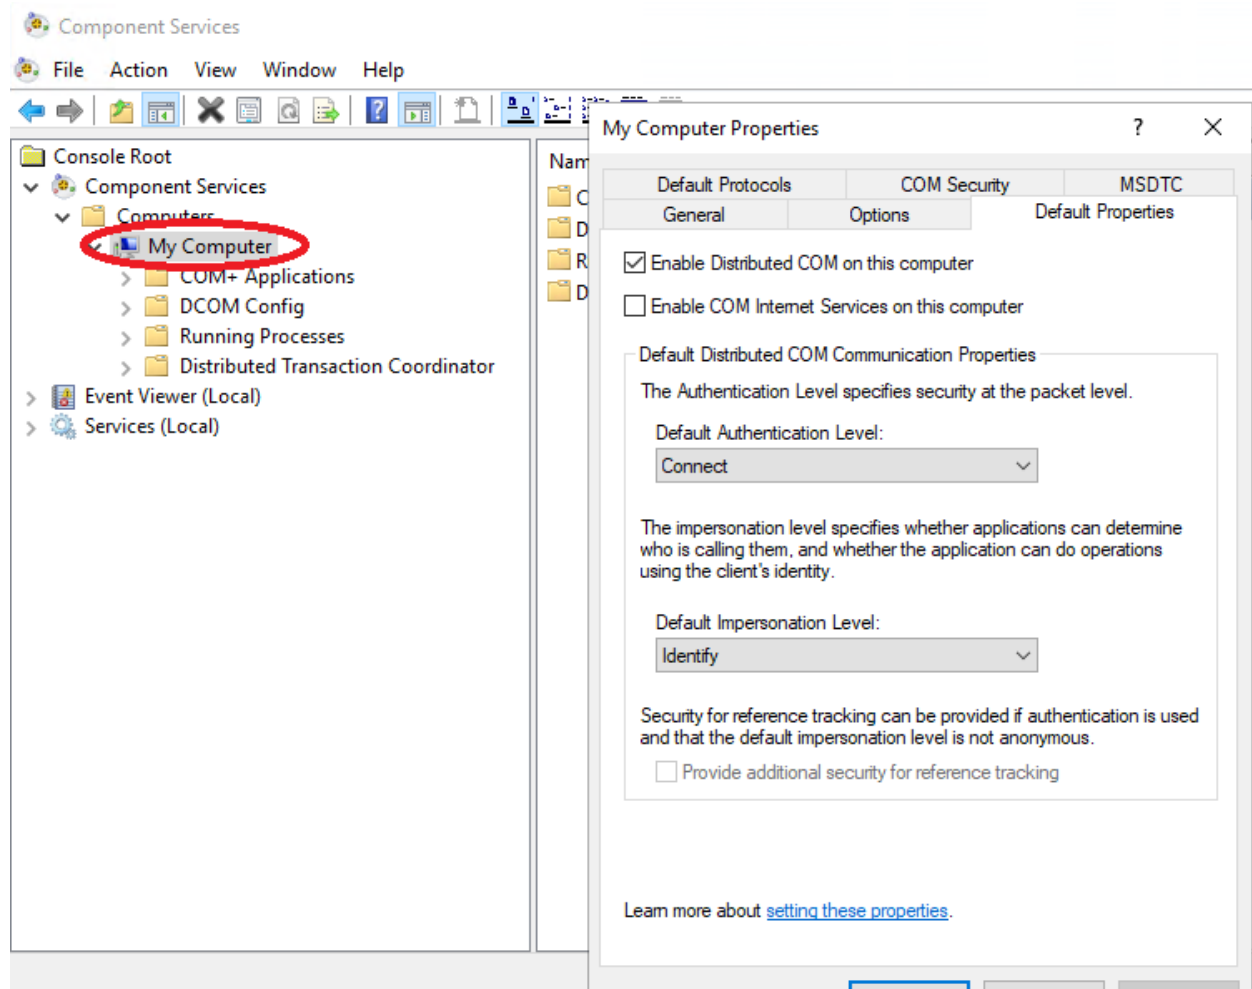 Component Services
File Action View Window Help
Console Root
Component Services
Computers
My Computer
COM+ Applications
DCOM Config
Running Processes
Distributed Transaction Coordinator
Event Viewer (Local)
Services (Local)
Nam
C
D
R
D
My Computer Properties
? 
Default Protocols COM Security MSDTC
General Options Default Properties
Enable Distributed COM on this computer
Enable COM Internet Services on this computer
Default Distributed COM Communication Properties
The Authentication Level specifies security at the packet level.
Default Authentication Level:
Connect
The impersonation level specifies whether applications can determine
who is calling them, and whether the application can do operations
using the client's identity.
Default Impersonation Level:
Identify
Security for reference tracking can be provided if authentication is used
and that the default impersonation level is not anonymous.
Provide additional security for reference tracking
Learn more about setting these properties.